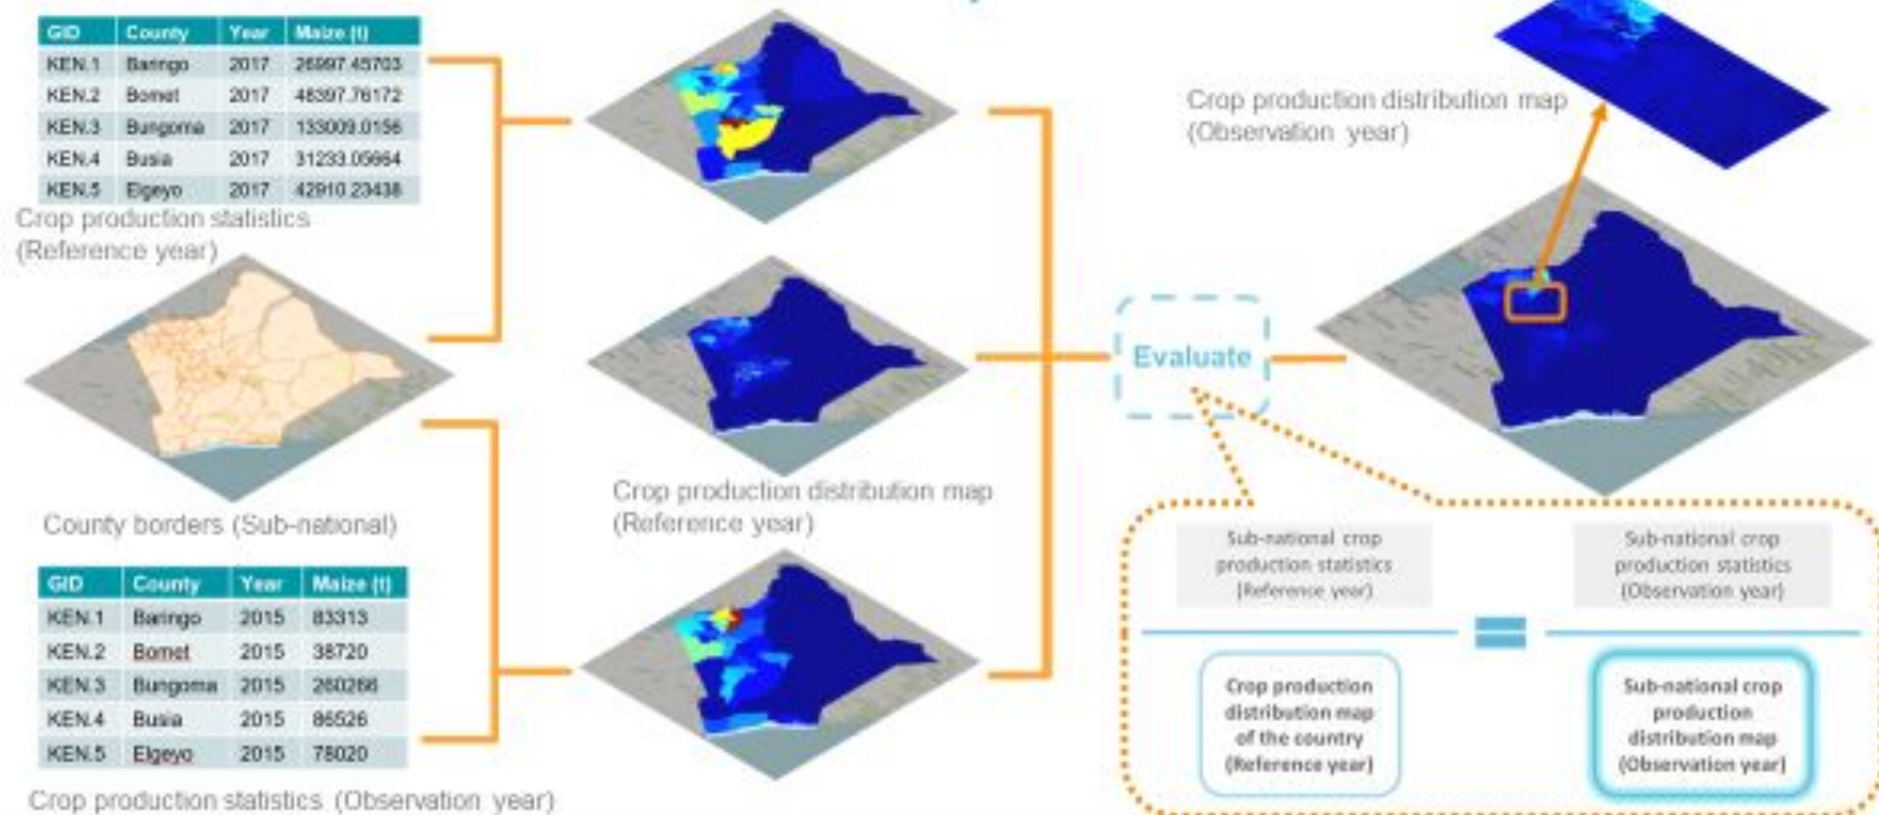 GID County Year Maize (t)
KEN.1 Baringo 2017 26997.45703
KEN.2 Bomet 2017 48397.76172
KEN.3 Bungoma 2017 133009.0156
KEN.4 Busia 2017 31233.05664
KEN.5 Elgeyo 2017 42910.23438
Crop production statistics
(Reference year)
County borders (Sub-national)
GID County Year Maize (t)
KEN.1 Baringo 2015 83313
KEN.2 Bomet 2015 38720
KEN.3 Bungoma 2015 260266
KEN.4 Busia 2015 86526
KEN.5 Elgeyo 2015 78020
Crop production statistics (Observation year)
Crop production distribution map
(Reference year)
Evaluate
Crop production distribution map
(Observation year)
Sub-national crop
production statistics
(Reference year)
Crop production
distribution map
of the country
(Reference year)
=
Sub-national crop
production statistics
(Observation year)
Sub-national crop
production
distribution map
(Observation year)